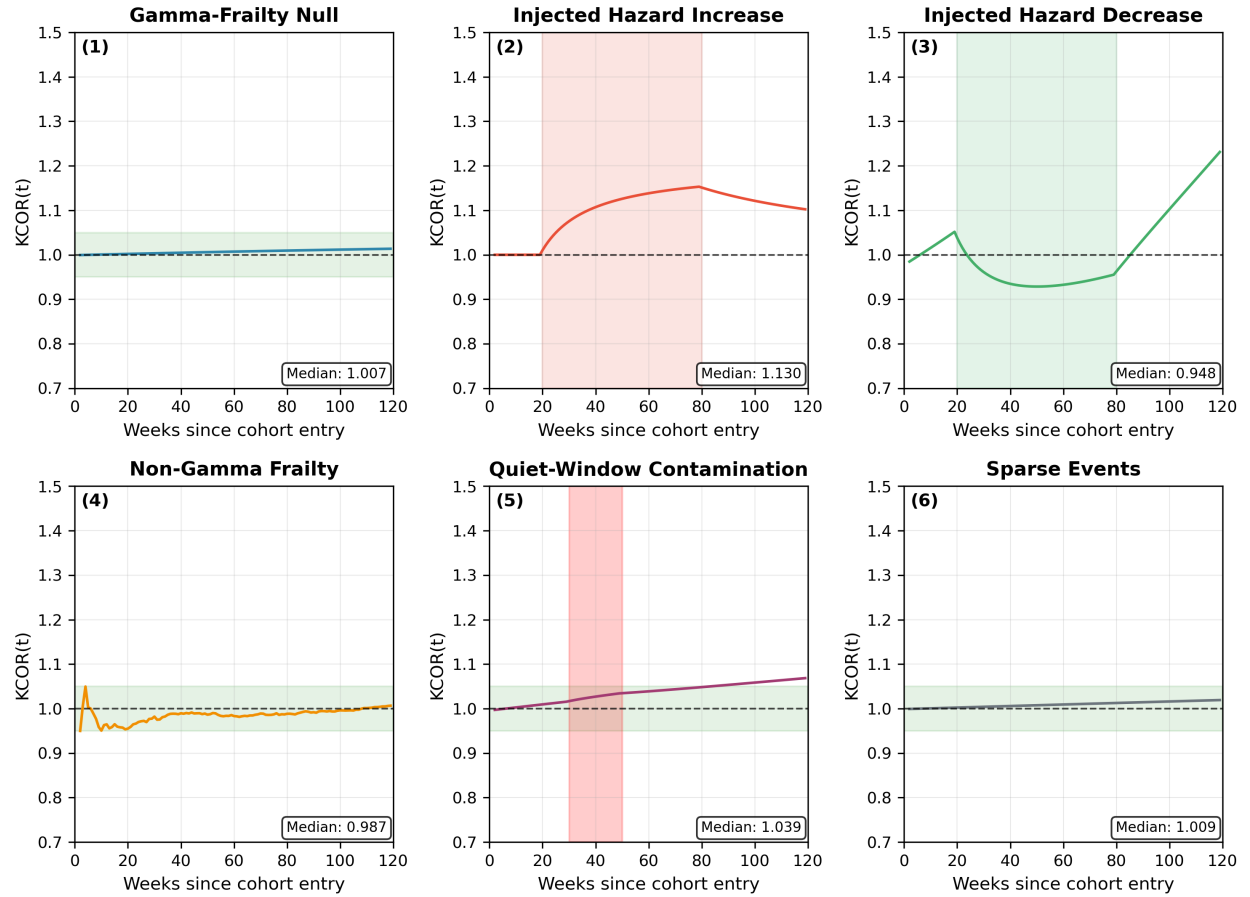 Gamma-Frailty Null
(1)
1.5
1.4
1.3
1.2
1.1
1.0
0.9
0.8
0.7
KCOR(t)
Median: 1.007
0 20 40 60 80 100 120
Weeks since cohort entry
Injected Hazard Increase
(2)
1.5
1.4
1.3
1.2
1.1
1.0
0.9
0.8
0.7
KCOR(t)
Median: 1.130
0 20 40 60 80 100 120
Weeks since cohort entry
Injected Hazard Decrease
(3)
1.5
1.4
1.3
1.2
1.1
1.0
0.9
0.8
0.7
KCOR(t)
Median: 0.948
0 20 40 60 80 100 120
Weeks since cohort entry
Non-Gamma Frailty
(4)
1.5
1.4
1.3
1.2
1.1
1.0
0.9
0.8
0.7
KCOR(t)
Median: 0.987
0 20 40 60 80 100 120
Weeks since cohort entry
Quiet-Window Contamination
(5)
1.5
1.4
1.3
1.2
1.1
1.0
0.9
0.8
0.7
KCOR(t)
Median: 1.039
0 20 40 60 80 100 120
Weeks since cohort entry
Sparse Events
(6)
1.5
1.4
1.3
1.2
1.1
1.0
0.9
0.8
0.7
KCOR(t)
Median: 1.009
0 20 40 60 80 100 120
Weeks since cohort entry